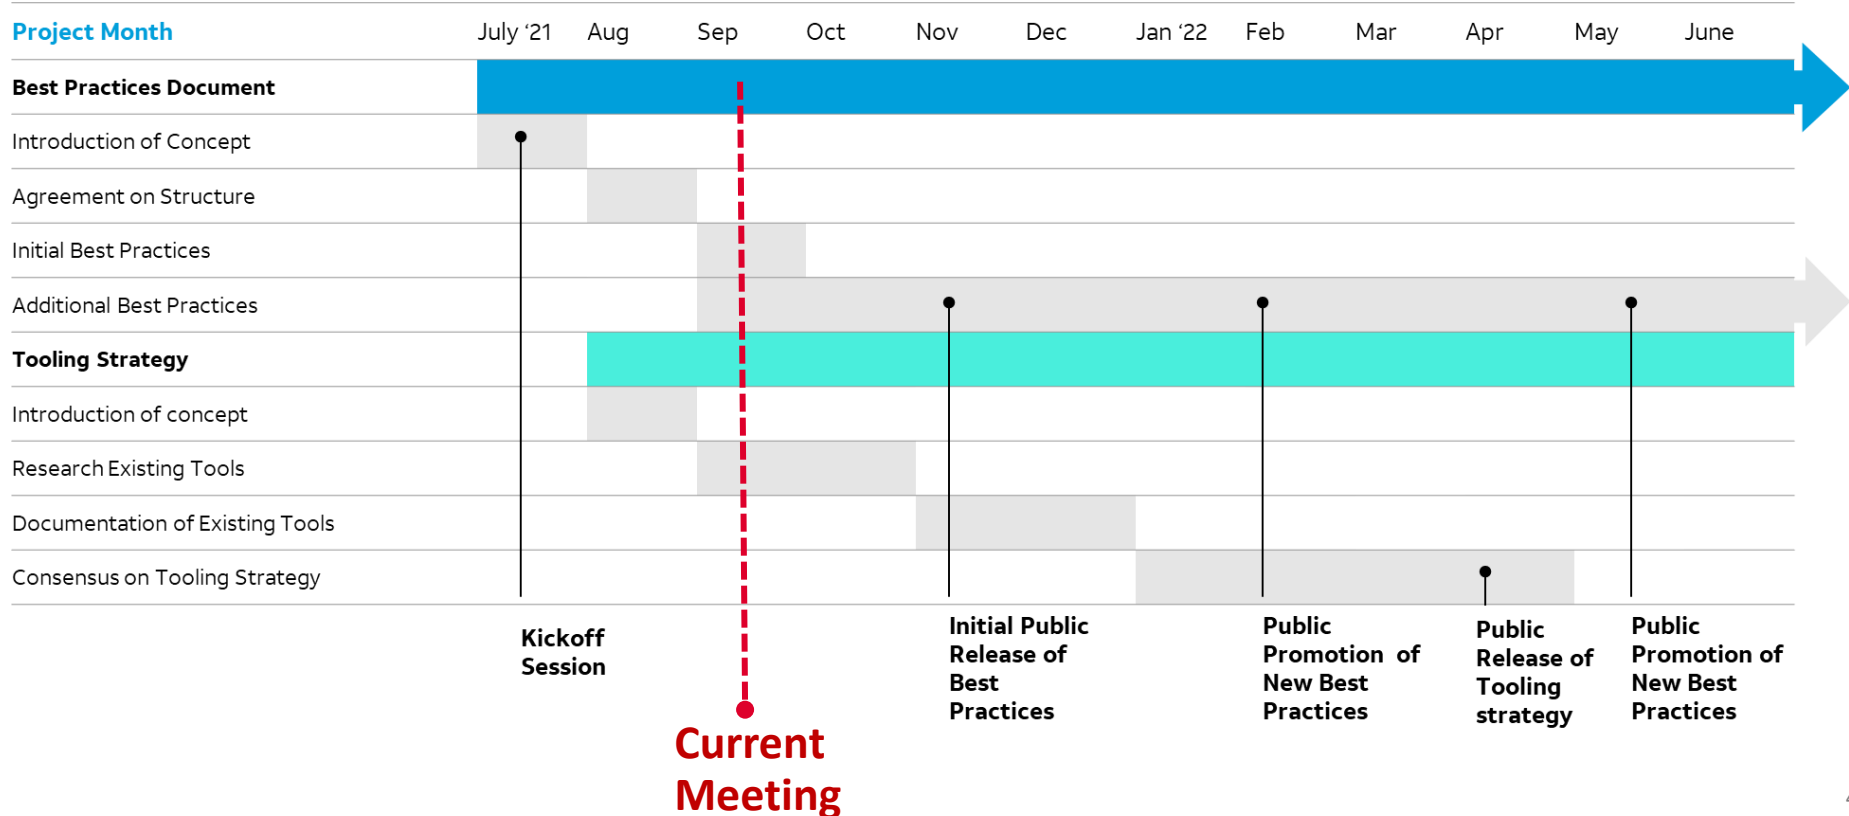 Project Month July ‘21 Aug Sep Oct Nov Dec Jan ‘22 Feb Mar Apr May June
Best Practices Document
Introduction of Concept
Agreement on Structure
Initial Best Practices
Additional Best Practices
Tooling Strategy
Introduction of concept
Research Existing Tools
Documentation of Existing Tools
Consensus on Tooling Strategy
Kickoff
Session
Initial Public
Release of
Best
Practices
Public
Promotion of
New Best
Practices
Public
Release of
Tooling
strategy
Public
Promotion of
New Best
Practices
Current
Meeting